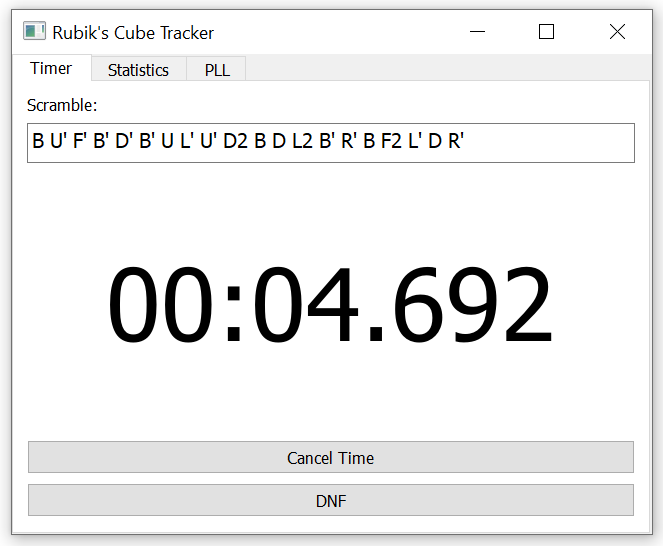 Rubik's Cube Tracker
Timer Statistics PLL
Scramble:
B U' F' B' D' B' U L' U' D2 B D L2 B' R' B F2 L' D R'
00:04.692
Cancel Time
DNF